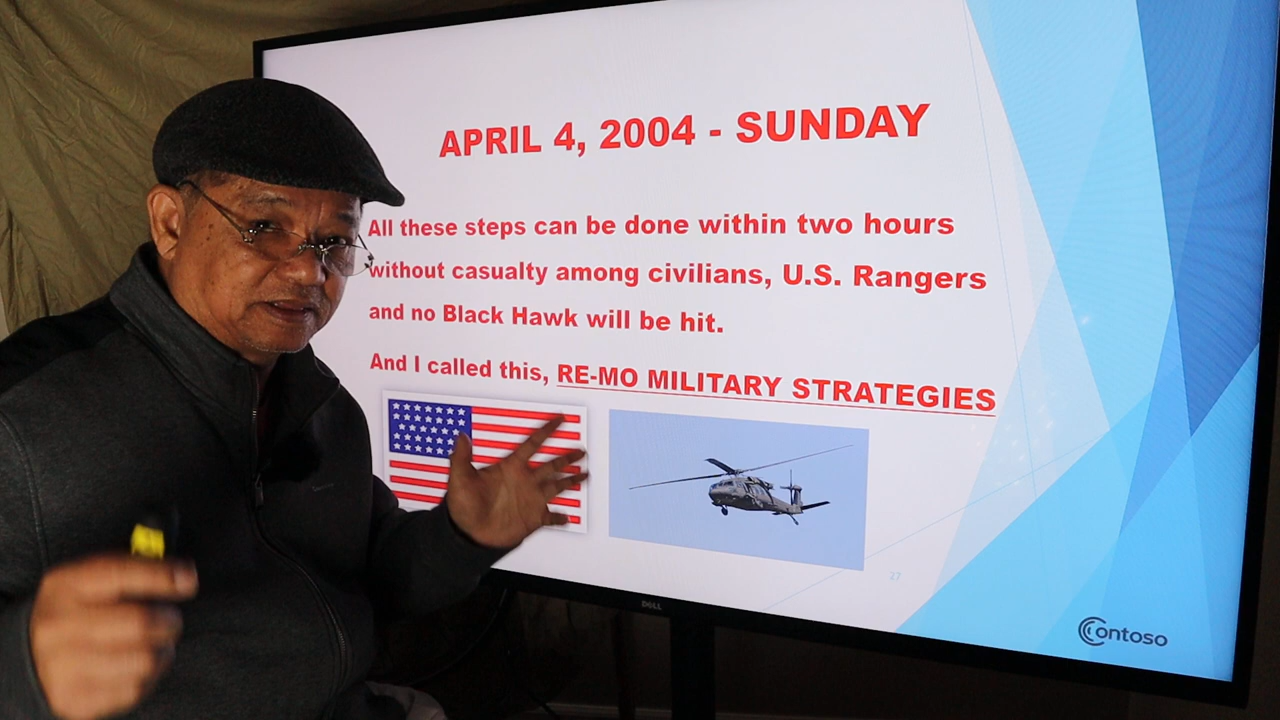 APRIL 4, 2004 - SUNDAY
All these steps can be done within two hours
without casualty among civilians, U.S. Rangers
and no Black Hawk will be hit.
And I called this, RE-MO MILITARY STRATEGIES
27
Contoso
DELL